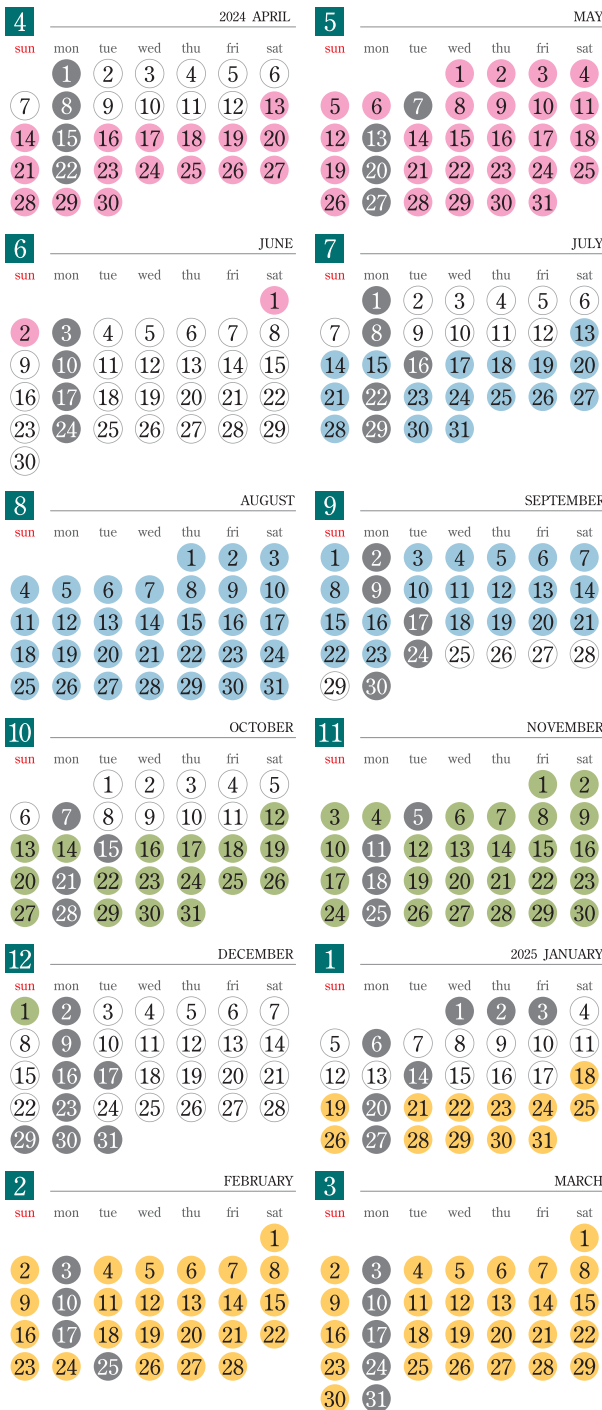 4 2024 APRIL
sun mon tue wed thu fri sat
1 2 3 4 5 6
7 8 9 10 11 12 13
14 15 16 17 18 19 20
21 22 23 24 25 26 27
28 29 30
5 MAY
sun mon tue wed thu fri sat
1 2 3 4
5 6 7 8 9 10 11
12 13 14 15 16 17 18
19 20 21 22 23 24 25
26 27 28 29 30 31
6 JUNE
sun mon tue wed thu fri sat
1
2 3 4 5 6 7 8
9 10 11 12 13 14 15
16 17 18 19 20 21 22
23 24 25 26 27 28 29
30
7 JULY
sun mon tue wed thu fri sat
1 2 3 4 5 6
7 8 9 10 11 12 13
14 15 16 17 18 19 20
21 22 23 24 25 26 27
28 29 30 31
8 AUGUST
sun mon tue wed thu fri sat
1 2 3
4 5 6 7 8 9 10
11 12 13 14 15 16 17
18 19 20 21 22 23 24
25 26 27 28 29 30 31
9 SEPTEMBER
sun mon tue wed thu fri sat
1 2 3 4 5 6 7
8 9 10 11 12 13 14
15 16 17 18 19 20 21
22 23 24 25 26 27 28
29 30
10 OCTOBER
sun mon tue wed thu fri sat
1 2 3 4 5
6 7 8 9 10 11 12
13 14 15 16 17 18 19
20 21 22 23 24 25 26
27 28 29 30 31
11 NOVEMBER
sun mon tue wed thu fri sat
1 2
3 4 5 6 7 8 9
10 11 12 13 14 15 16
17 18 19 20 21 22 23
24 25 26 27 28 29 30
12 DECEMBER
sun mon tue wed thu fri sat
1 2 3 4 5 6 7
8 9 10 11 12 13 14
15 16 17 18 19 20 21
22 23 24 25 26 27 28
29 30 31
1 2025 JANUARY
sun mon tue wed thu fri sat
1 2 3 4
5 6 7 8 9 10 11
12 13 14 15 16 17 18
19 20 21 22 23 24 25
26 27 28 29 30 31
2 FEBRUARY
sun mon tue wed thu fri sat
1
2 3 4 5 6 7 8
9 10 11 12 13 14 15
16 17 18 19 20 21 22
23 24 25 26 27 28
3 MARCH
sun mon tue wed thu fri sat
1
2 3 4 5 6 7 8
9 10 11 12 13 14 15
16 17 18 19 20 21 22
23 24 25 26 27 28 29
30 31